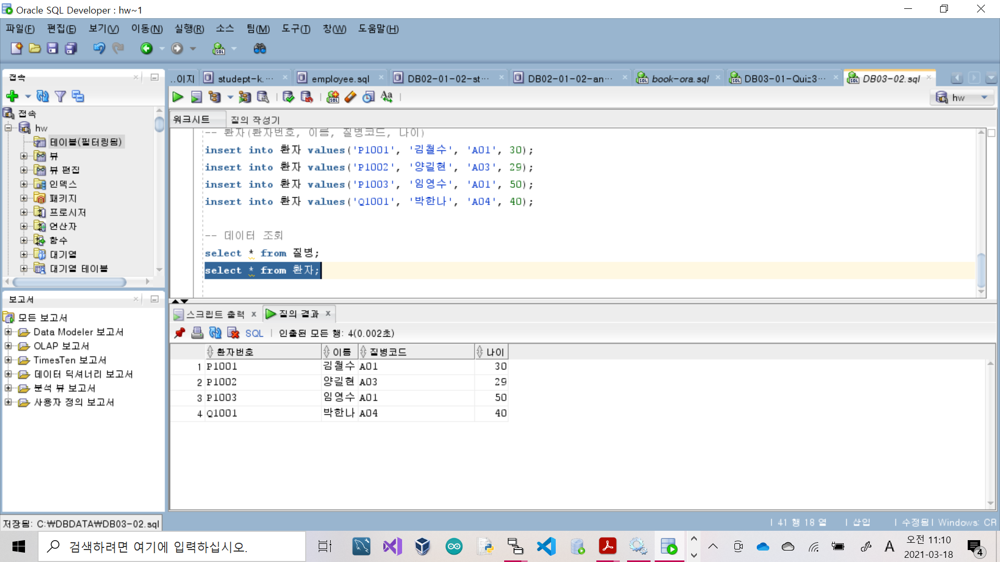 Oracle SQL Developer : hw~1
파일(F) 편집(E) 보기(V) 이동(N) 실행(R) 소스 팀(M) 도구(T) 창(W) 도움말(H)
접속
접속
hw
테이블(필터링됨)
뷰
뷰 편집
인덱스
패키지
프로시저
연산자
함수
대기열
대기열 테이블
보고서
모든 보고서
Data Modeler 보고서
OLAP 보고서
TimesTen 보고서
데이터 딕셔너리 보고서
분석 뷰 보고서
사용자 정의 보고서
..이지 studept-k.... employee.sql DB02-01-02-st... DB02-01-02-an... book-ora.sql DB03-01-Quiz3... DB03-02.sql
hw
워크시트 질의 작성기
-- 환자(환자번호, 이름, 질병코드, 나이)
insert into 환자 values('P1001', '김철수', 'A01', 30);
insert into 환자 values('P1002', '양길현', 'A03', 29);
insert into 환자 values('P1003', '임영수', 'A01', 50);
insert into 환자 values('Q1001', '박한나', 'A04', 40);
-- 데이터 조회
select * from 질병;
select * from 환자;
스크립트 출력 x 질의 결과 x
SQL | 인출된 모든 행: 4(0.002초)
환자번호 이름 질병코드 나이
1 P1001 김철수 A01 30
2 P1002 양길현 A03 29
3 P1003 임영수 A01 50
4 Q1001 박한나 A04 40
저장됨: C:₩DBDATA₩DB03-02.sql
| 41 행 18 열 | 삽입 | 수정됨 | Windows: CR
검색하려면 여기에 입력하십시오.
A
오전 11:10
2021-03-18
4